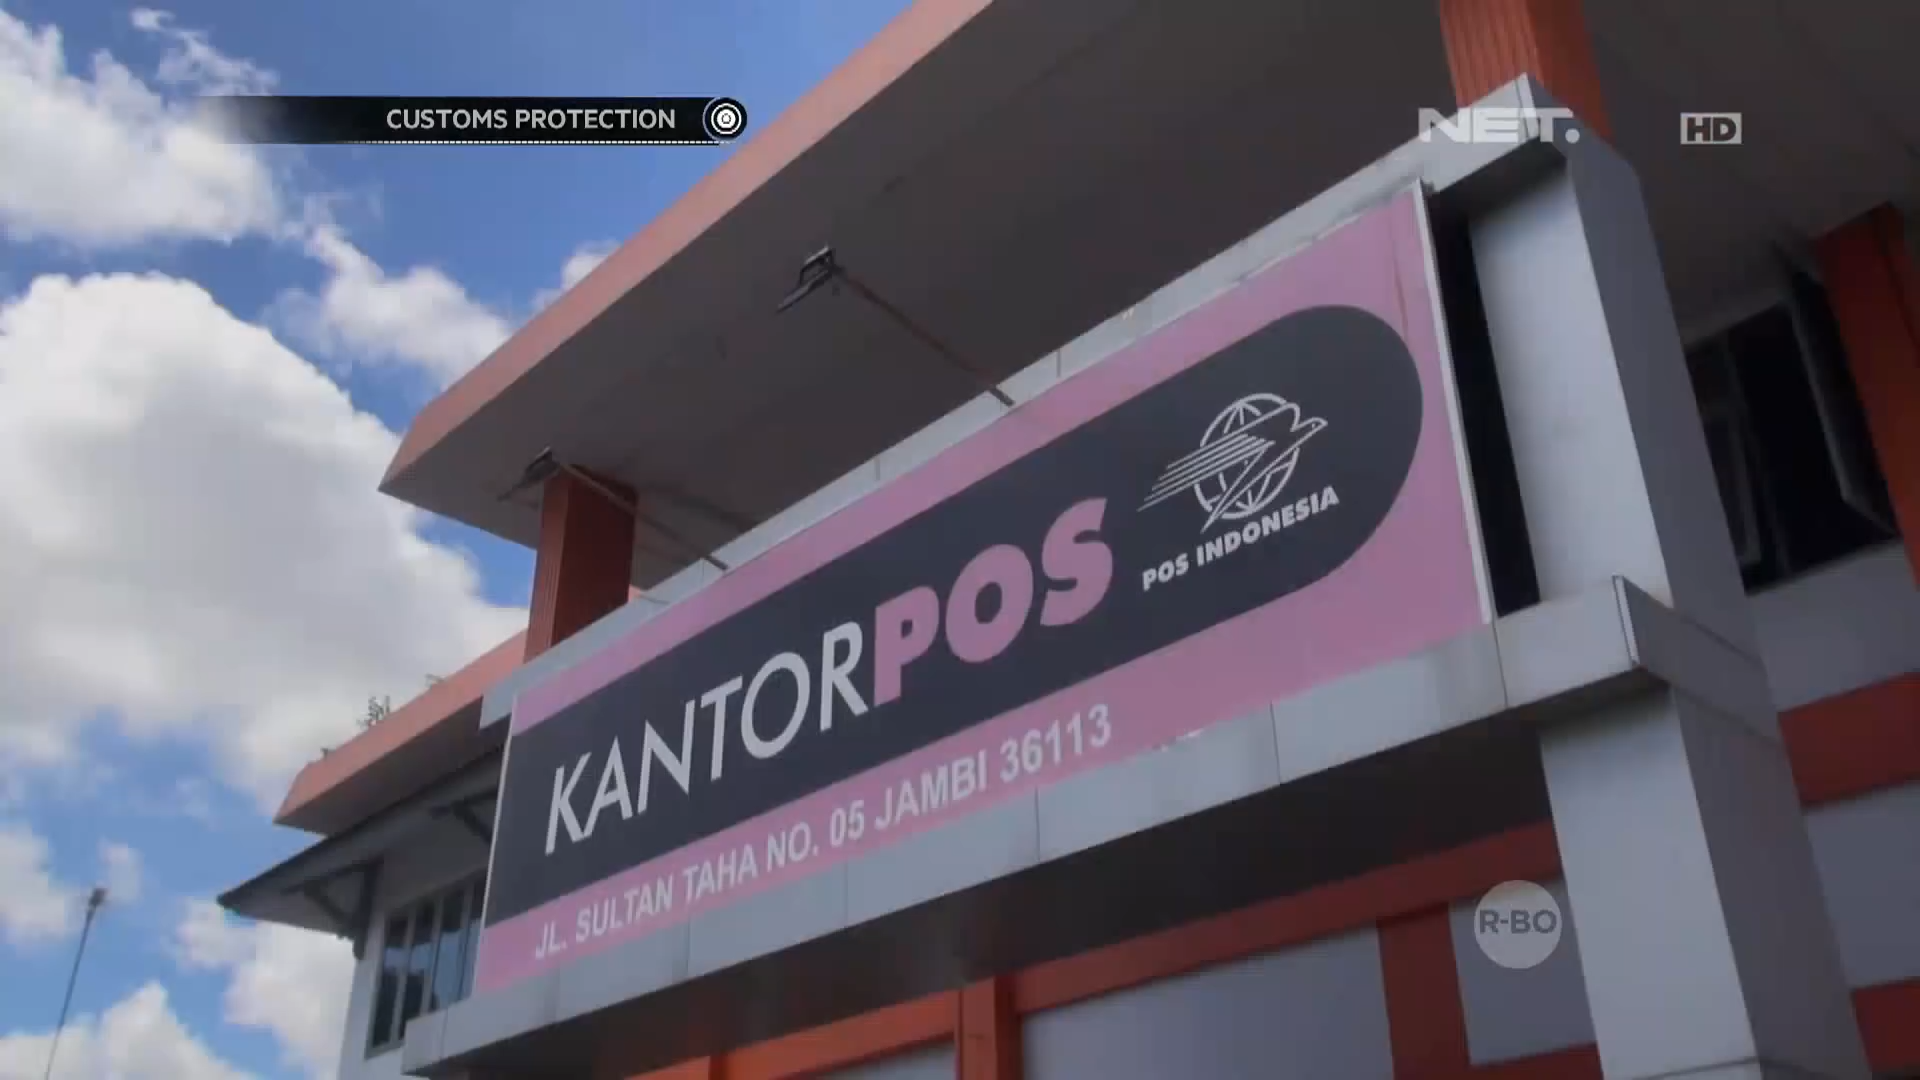 CUSTOMS PROTECTION
NET.
HD
POS INDONESIA
KANTORPOS
JL. SULTAN TAHA NO. 05 JAMBI 36113
R-BO